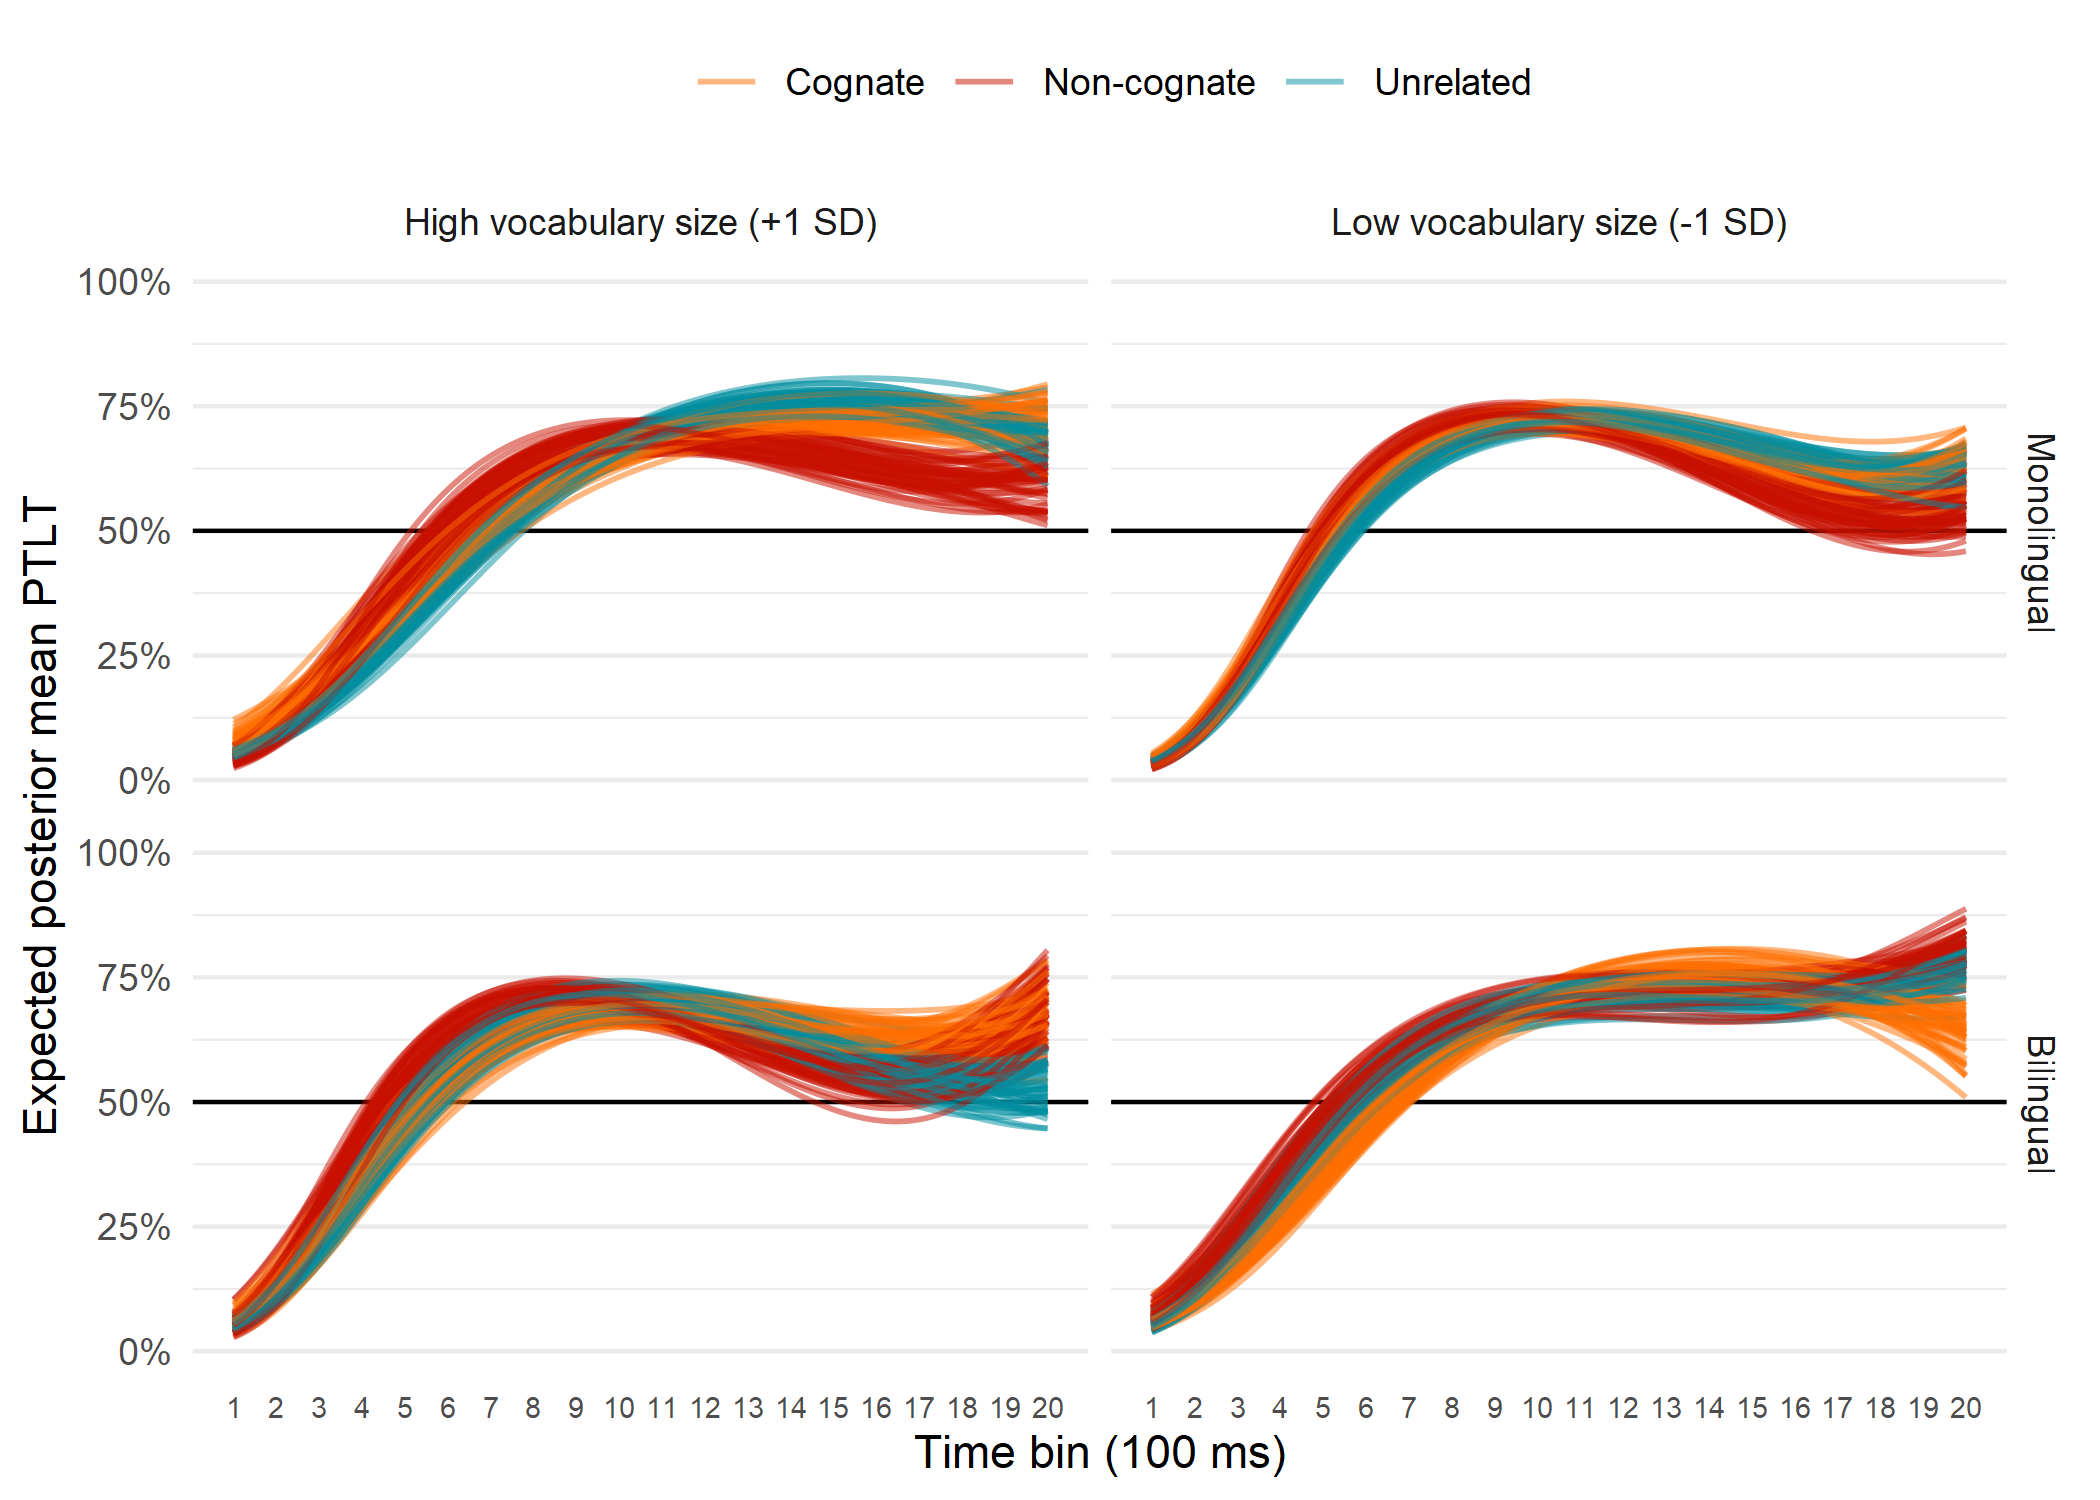 Cognate Non-cognate Unrelated
High vocabulary size (+1 SD) Low vocabulary size (-1 SD)
Expected posterior mean PTLT
100%
75%
50%
25%
0%
Monolingual
100%
75%
50%
25%
0%
Bilingual
1 2 3 4 5 6 7 8 9 10 11 12 13 14 15 16 17 18 19 20 1 2 3 4 5 6 7 8 9 10 11 12 13 14 15 16 17 18 19 20
Time bin (100 ms)